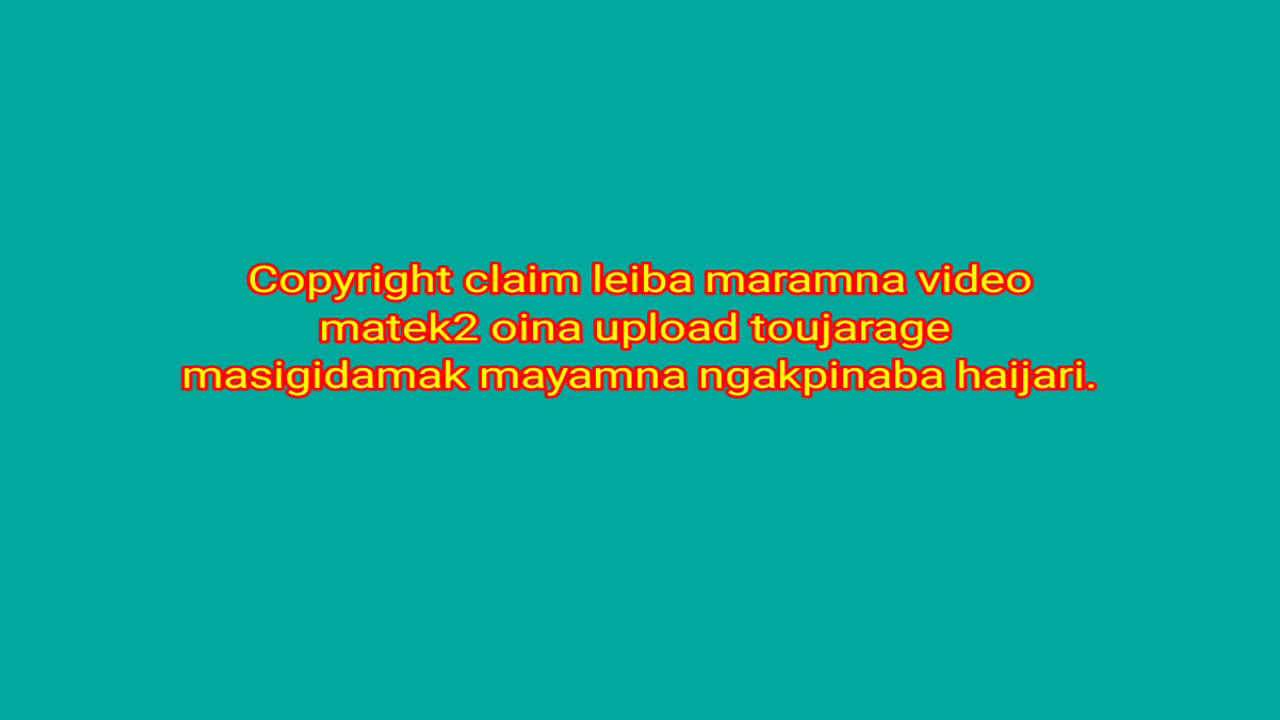 Copyright claim leiba maramna video
matek2 oina upload toujarage
masigidamak mayamna ngakpinaba haijari.